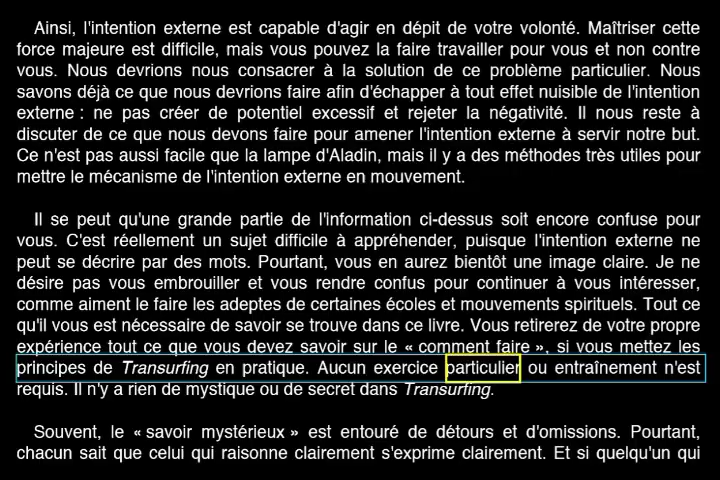 Ainsi, l'intention externe est capable d'agir en dépit de votre volonté. Maîtriser cette
force majeure est difficile, mais vous pouvez la faire travailler pour vous et non contre
vous. Nous devrions nous consacrer à la solution de ce problème particulier. Nous
savons déjà ce que nous devrions faire afin d'échapper à tout effet nuisible de l'intention
externe : ne pas créer de potentiel excessif et rejeter la négativité. Il nous reste à
discuter de ce que nous devons faire pour amener l'intention externe à servir notre but.
Ce n'est pas aussi facile que la lampe d'Aladin, mais il y a des méthodes très utiles pour
mettre le mécanisme de l'intention externe en mouvement.
Il se peut qu'une grande partie de l'information ci-dessus soit encore confuse pour
vous. C'est réellement un sujet difficile à appréhender, puisque l'intention externe ne
peut se décrire par des mots. Pourtant, vous en aurez bientôt une image claire. Je ne
désire pas vous embrouiller et vous rendre confus pour continuer à vous intéresser,
comme aiment le faire les adeptes de certaines écoles et mouvements spirituels. Tout ce
qu'il vous est nécessaire de savoir se trouve dans ce livre. Vous retirerez de votre propre
expérience tout ce que vous devez savoir sur le « comment faire », si vous mettez les
principes de Transurfing en pratique. Aucun exercice particulier ou entraînement n'est
requis. Il n'y a rien de mystique ou de secret dans Transurfing.
Souvent, le « savoir mystérieux » est entouré de détours et d'omissions. Pourtant,
chacun sait que celui qui raisonne clairement s'exprime clairement. Et si quelqu'un qui